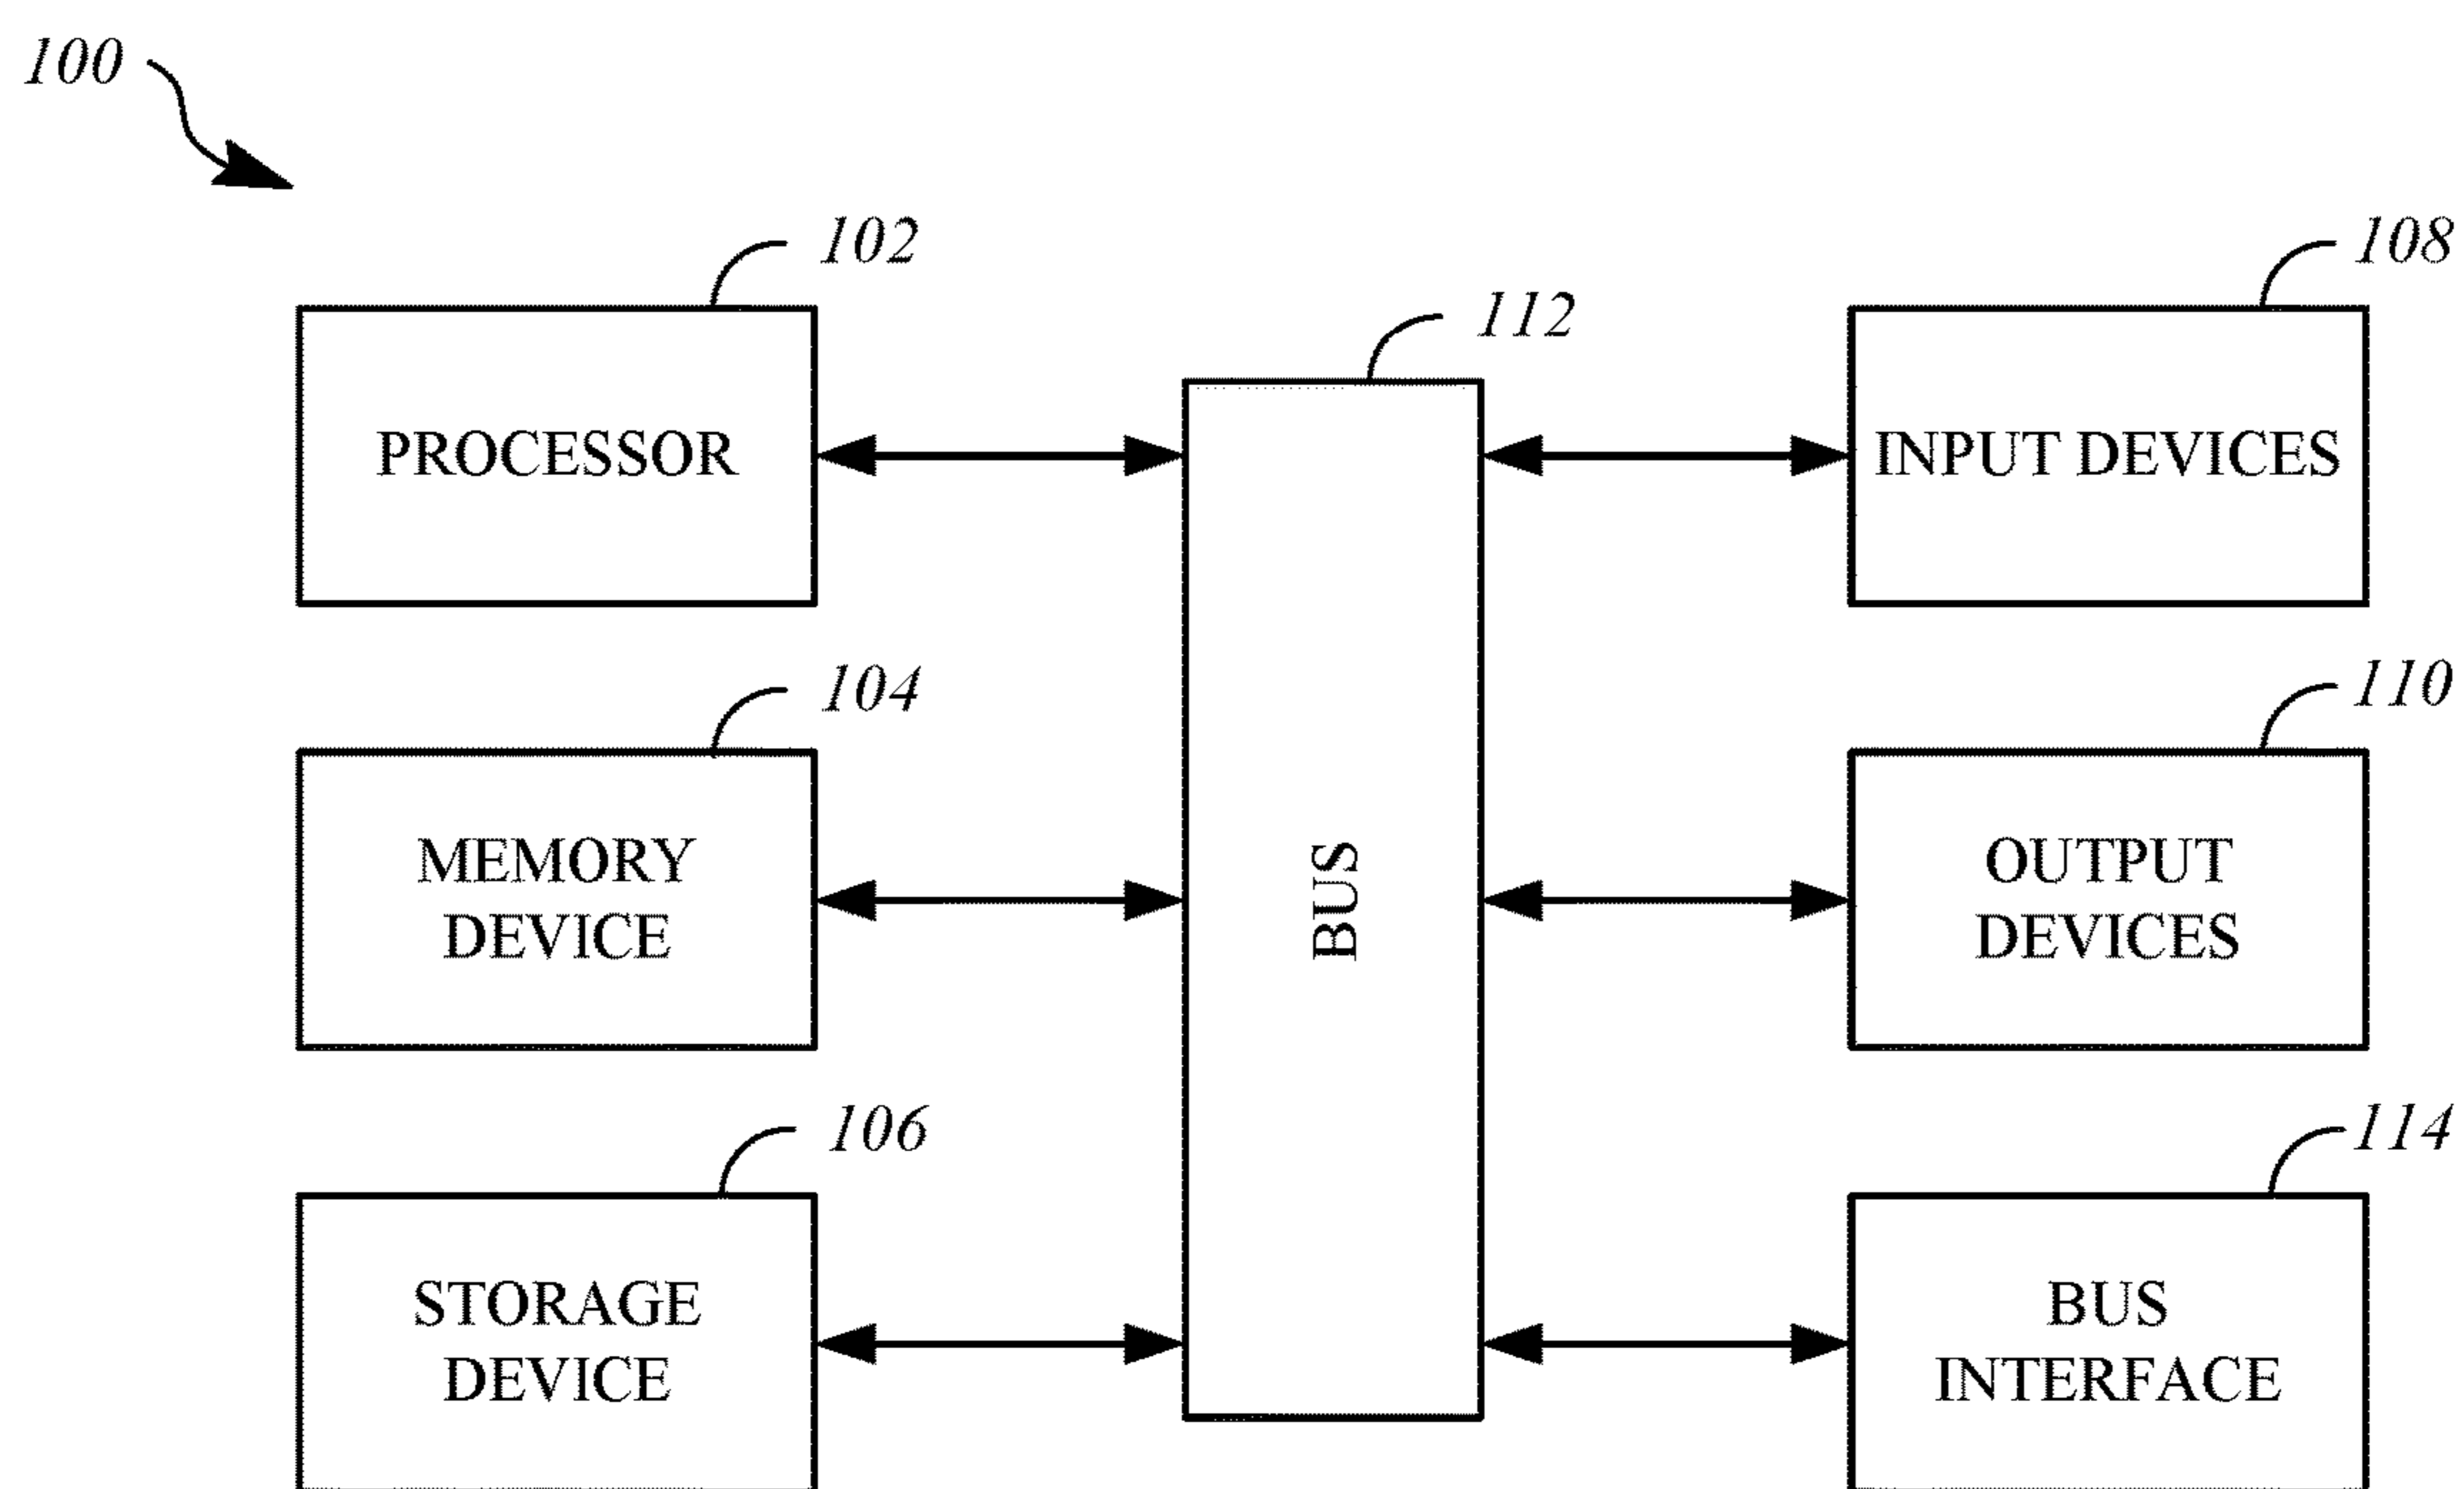 100
102
108
112
PROCESSOR
INPUT DEVICES
104
110
MEMORY
DEVICE
BUS
OUTPUT
DEVICES
106
114
STORAGE
DEVICE
BUS
INTERFACE